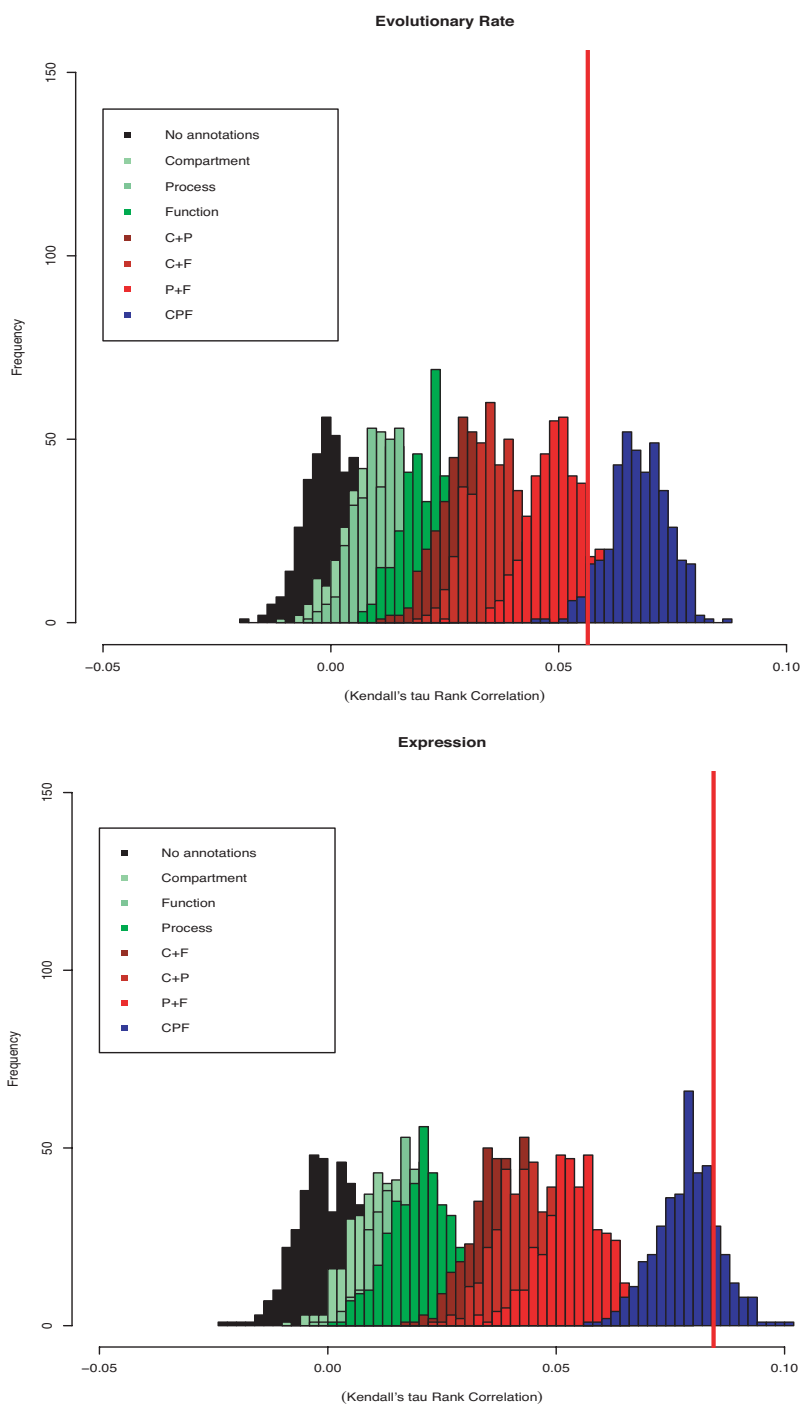 Evolutionary Rate
150
100
50
0
Frequency
No annotations
Compartment
Process
Function
C+P
C+F
P+F
CPF
−0.05
0.00
0.05
0.10
(Kendall's tau Rank Correlation)
Expression
150
100
50
0
Frequency
No annotations
Compartment
Function
Process
C+F
C+P
P+F
CPF
−0.05
0.00
0.05
0.10
(Kendall's tau Rank Correlation)